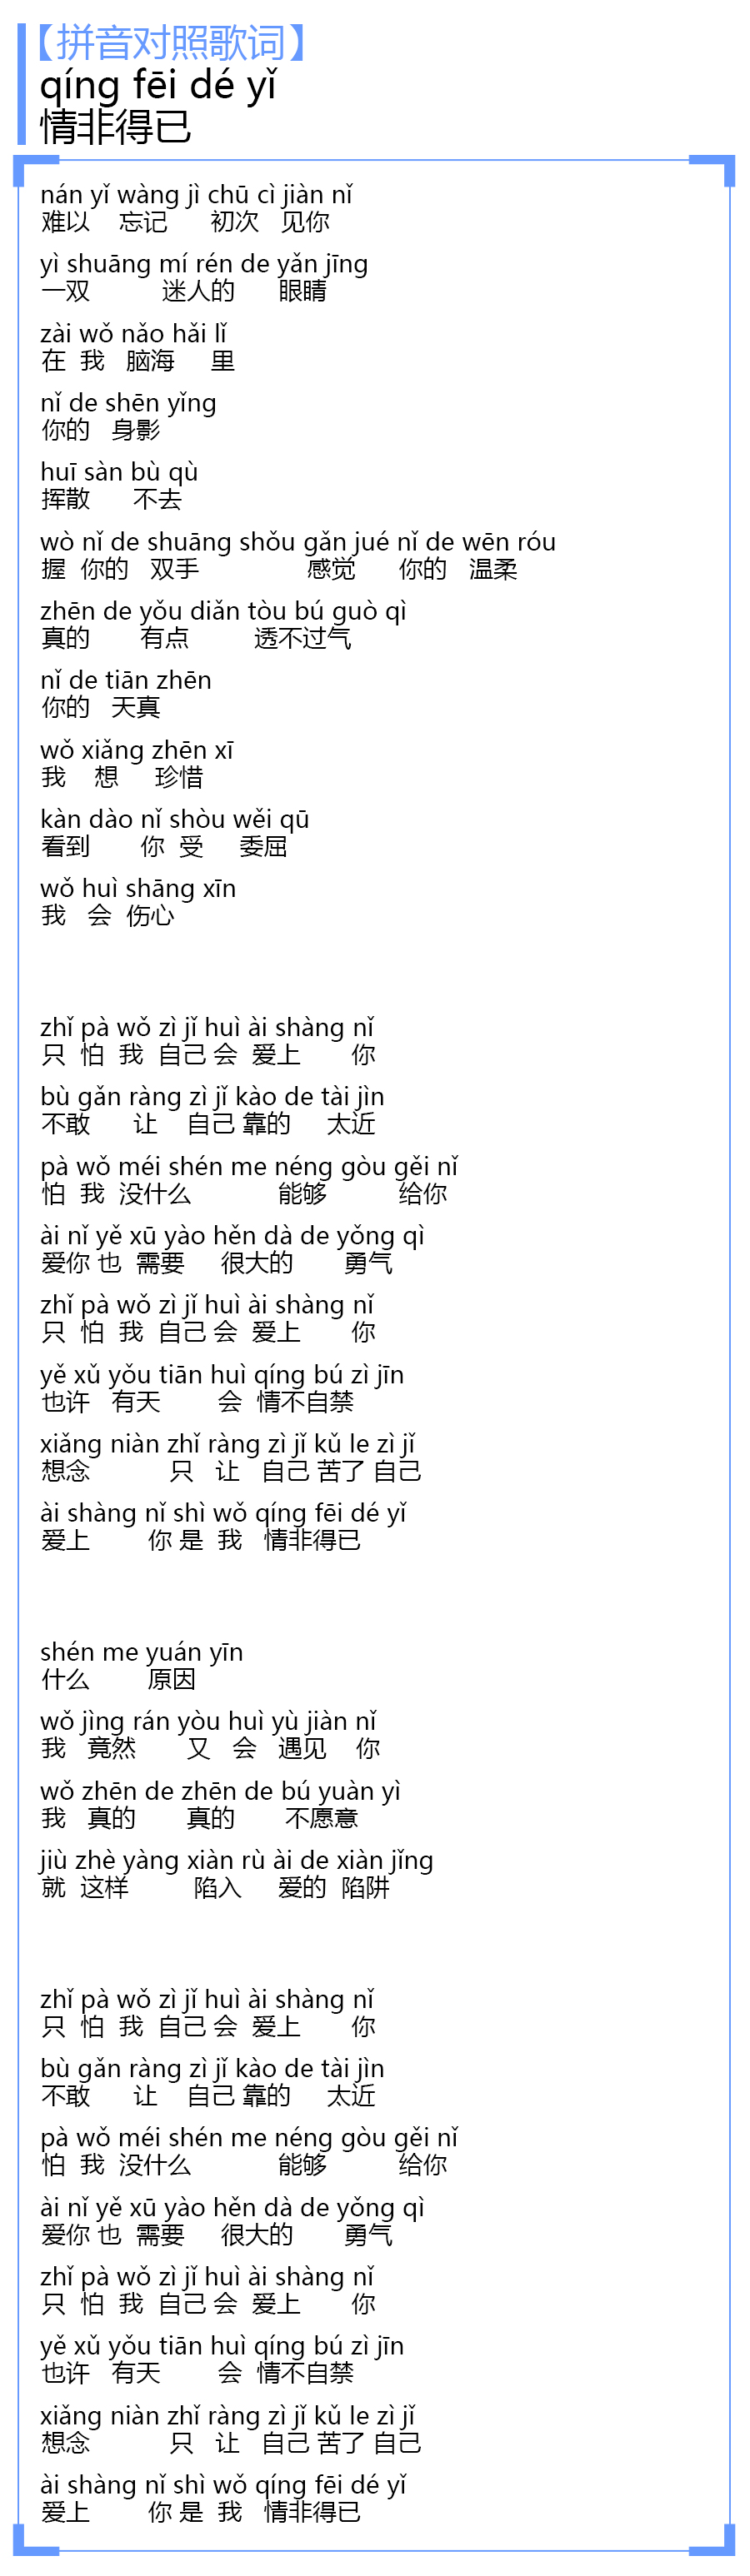 【拼音对照歌词】
qíng fēi dé yǐ
情非得已
nán yǐ wàng jì chū cì jiàn nǐ
难以 忘记 初次 见你
yì shuāng mí rén de yǎn jīng
一双 迷人的 眼睛
zài wǒ nǎo hǎi lǐ
在 我 脑海 里
nǐ de shēn yǐng
你的 身影
huī sàn bù qù
挥散 不去
wò nǐ de shuāng shǒu gǎn jué nǐ de wēn róu
握 你的 双手 感觉 你的 温柔
zhēn de yǒu diǎn tòu bú guò qì
真的 有点 透不过气
nǐ de tiān zhēn
你的 天真
wǒ xiǎng zhēn xī
我 想 珍惜
kàn dào nǐ shòu wěi qū
看到 你 受 委屈
wǒ huì shāng xīn
我 会 伤心
zhǐ pà wǒ zì jǐ huì ài shàng nǐ
只 怕 我 自己 会 爱上 你
bù gǎn ràng zì jǐ kào de tài jìn
不敢 让 自己 靠的 太近
pà wǒ méi shén me néng gòu gěi nǐ
怕 我 没什么 能够 给你
ài nǐ yě xū yào hěn dà de yǒng qì
爱你 也 需要 很大的 勇气
zhǐ pà wǒ zì jǐ huì ài shàng nǐ
只 怕 我 自己 会 爱上 你
yě xǔ yǒu tiān huì qíng bú zì jīn
也许 有天 会 情不自禁
xiǎng niàn zhǐ ràng zì jǐ kǔ le zì jǐ
想念 只 让 自己 苦了 自己
ài shàng nǐ shì wǒ qíng fēi dé yǐ
爱上 你 是 我 情非得已
shén me yuán yīn
什么 原因
wǒ jìng rán yòu huì yù jiàn nǐ
我 竟然 又 会 遇见 你
wǒ zhēn de zhēn de bú yuàn yì
我 真的 真的 不愿意
jiù zhè yàng xiàn rù ài de xiàn jǐng
就 这样 陷入 爱的 陷阱
zhǐ pà wǒ zì jǐ huì ài shàng nǐ
只 怕 我 自己 会 爱上 你
bù gǎn ràng zì jǐ kào de tài jìn
不敢 让 自己 靠的 太近
pà wǒ méi shén me néng gòu gěi nǐ
怕 我 没什么 能够 给你
ài nǐ yě xū yào hěn dà de yǒng qì
爱你 也 需要 很大的 勇气
zhǐ pà wǒ zì jǐ huì ài shàng nǐ
只 怕 我 自己 会 爱上 你
yě xǔ yǒu tiān huì qíng bú zì jīn
也许 有天 会 情不自禁
xiǎng niàn zhǐ ràng zì jǐ kǔ le zì jǐ
想念 只 让 自己 苦了 自己
ài shàng nǐ shì wǒ qíng fēi dé yǐ
爱上 你 是 我 情非得已